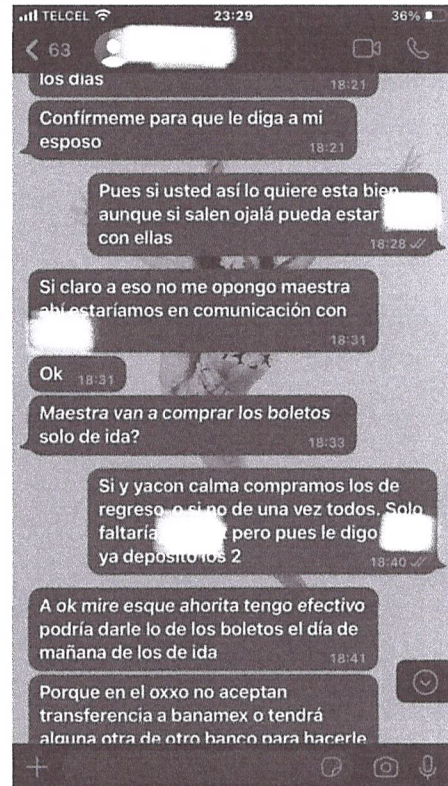 TELCEL 23:29 36%
63
los días
18:21
Confírmeme para que le diga a mi
esposo
18:21
Pues si usted así lo quiere esta bien
aunque si salen ojalá pueda estar
con ellas
18:28
Si claro a eso no me opongo maestra
ahí estaríamos en comunicación con
18:31
Ok 18:31
Maestra van a comprar los boletos
solo de ida?
18:33
Si y yacon calma compramos los de
regreso o si no de una vez todos. Solo
faltaría pero pues le digo
ya depositó los 2
18:40
A ok mire esque ahorita tengo efectivo
podría darle lo de los boletos el día de
mañana de los de ida
18:41
Porque en el oxxo no aceptan
transferencia a banamex o tendrá
alguna otra de otro banco para hacerle